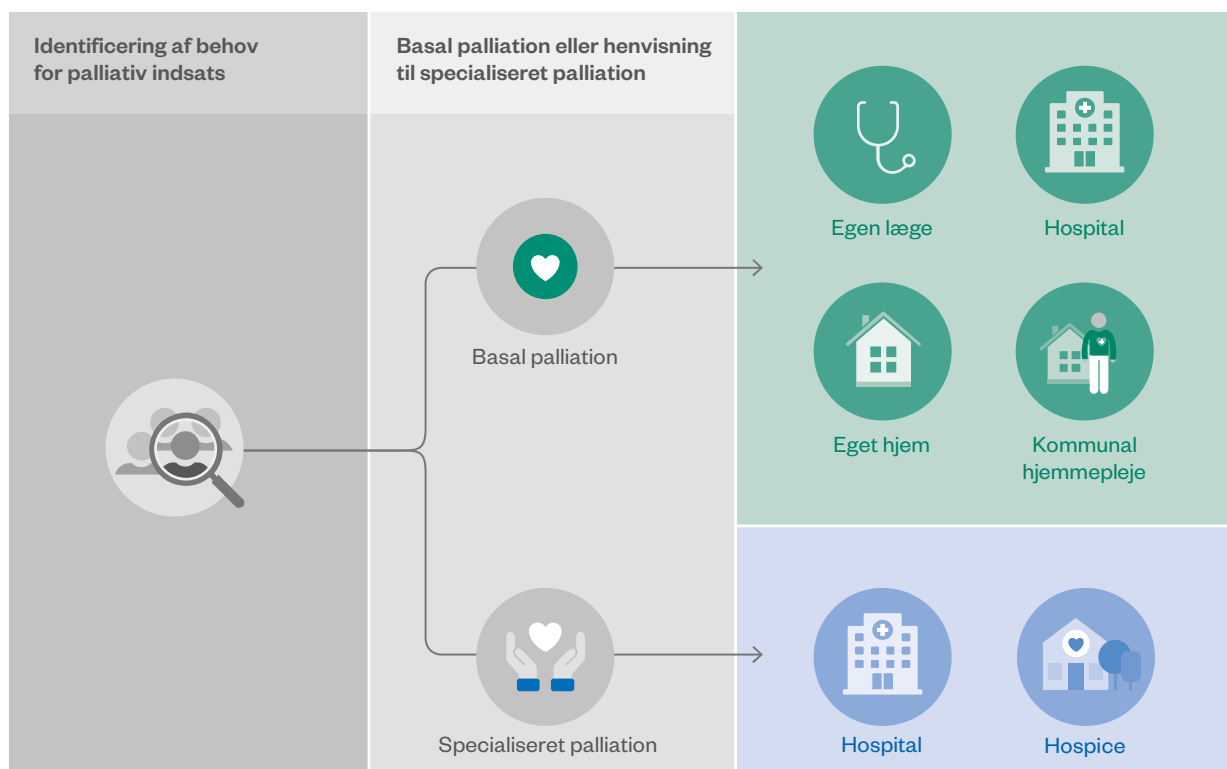 Identificering af behov
for palliativ indsats
Basal palliation eller henvisning
til specialiseret palliation
Egen læge
Hospital
Basal palliation
Eget hjem
Kommunal
hjemmepleje
Specialiseret palliation
Hospital
Hospice